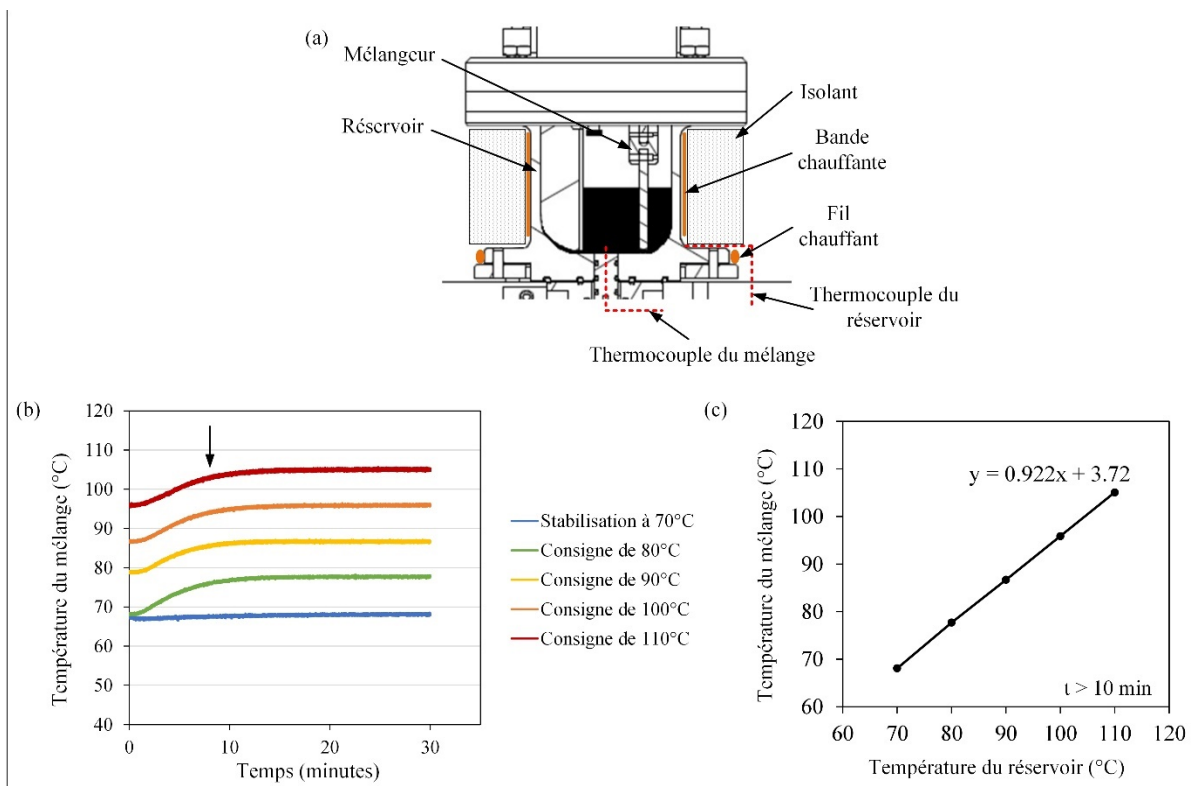 (a)
Mélangeur
Réservoir
Isolant
Bande
chauffante
Fil
chauffant
Thermocouple du
réservoir
Thermocouple du mélange
(b)
Température du mélange (°C)
120
110
100
90
80
70
60
50
40
0
10
20
30
Temps (minutes)
Stabilisation à 70°C
Consigne de 80°C
Consigne de 90°C
Consigne de 100°C
Consigne de 110°C
(c)
Température du mélange (°C)
120
110
100
90
80
70
60
y = 0.922x + 3.72
t > 10 min
60
70
80
90
100
110
120
Température du réservoir (°C)